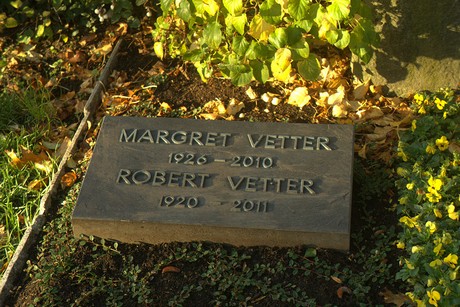 MARGRET VETTER
1926 - 2010
ROBERT VETTER
1920 - 2011